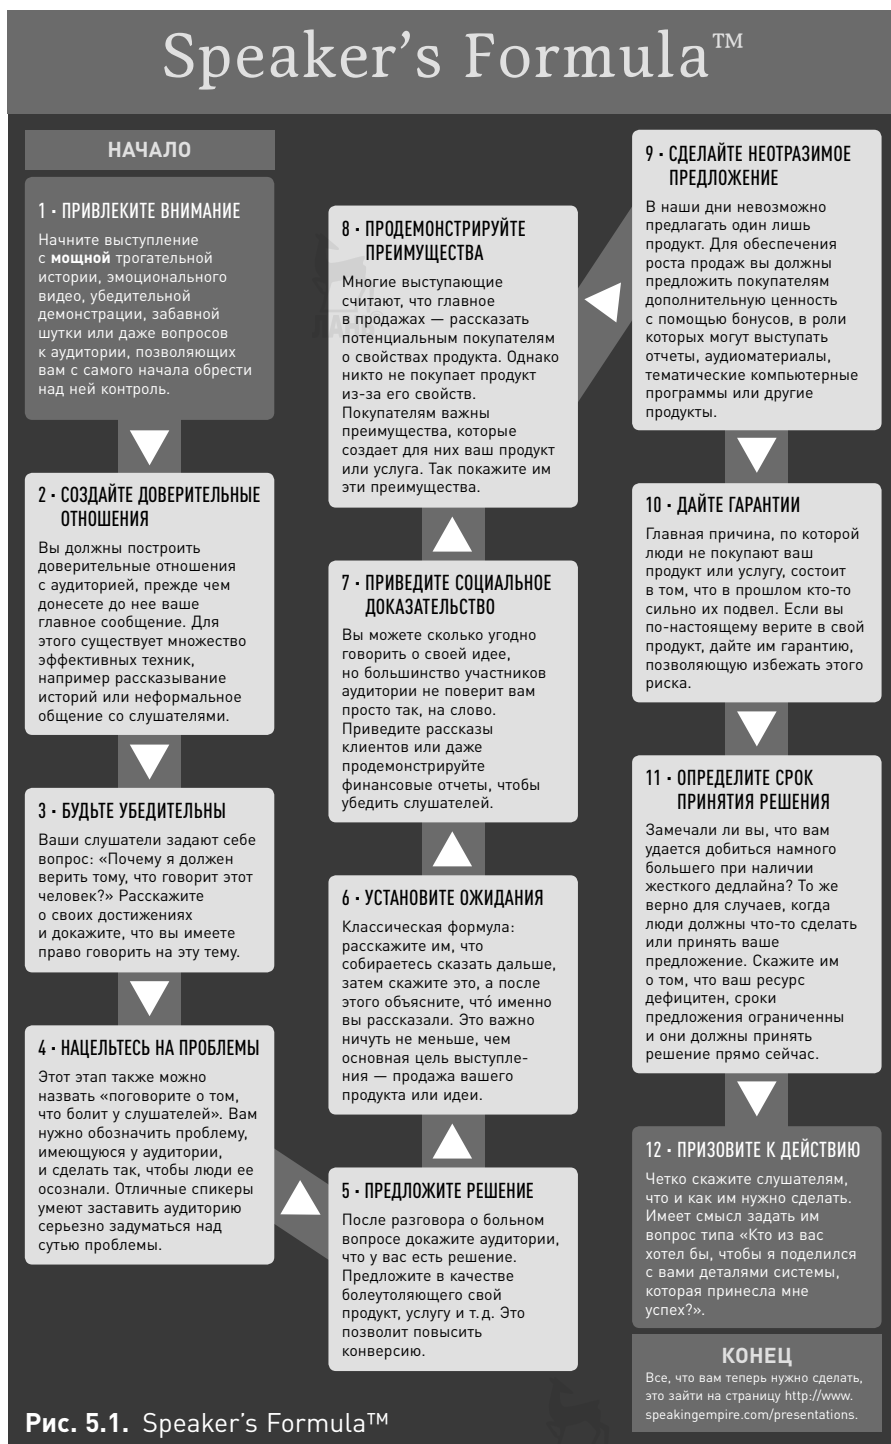 Speaker’s Formula™
НАЧАЛО
1 · ПРИВЛЕКИТЕ ВНИМАНИЕ
Начните выступление
с мощной трогательной
истории, эмоционального
видео, убедительной
демонстрации, забавной
шутки или даже вопросов
к аудитории, позволяющих
вам с самого начала обрести
над ней контроль.
2 · СОЗДАЙТЕ ДОВЕРИТЕЛЬНЫЕ
ОТНОШЕНИЯ
Вы должны построить
доверительные отношения
с аудиторией, прежде чем
донесете до нее ваше
главное сообщение. Для
этого существует множество
эффективных техник,
например рассказывание
историй или неформальное
общение со слушателями.
3 · БУДЬТЕ УБЕДИТЕЛЬНЫ
Ваши слушатели задают себе
вопрос: «Почему я должен
верить тому, что говорит этот
человек?» Расскажите
о своих достижениях
и докажите, что вы имеете
право говорить на эту тему.
4 · НАЦЕЛЬТЕСЬ НА ПРОБЛЕМЫ
Этот этап также можно
назвать «поговорите о том,
что болит у слушателей». Вам
нужно обозначить проблему,
имеющуюся у аудитории,
и сделать так, чтобы люди ее
осознали. Отличные спикеры
умеют заставить аудиторию
серьезно задуматься над
сутью проблемы.
5 · ПРЕДЛОЖИТЕ РЕШЕНИЕ
После разговора о больном
вопросе докажите аудитории,
что у вас есть решение.
Предложите в качестве
болеутоляющего свой
продукт, услугу и т. д. Это
позволит повысить
конверсию.
6 · УСТАНОВИТЕ ОЖИДАНИЯ
Классическая формула:
расскажите им, что
собираетесь сказать дальше,
затем скажите это, а после
этого объясните, чтó именно
вы рассказали. Это важно
ничуть не меньше, чем
основная цель выступле-
ния — продажа вашего
продукта или идеи.
7 · ПРИВЕДИТЕ СОЦИАЛЬНОЕ
ДОКАЗАТЕЛЬСТВО
Вы можете сколько угодно
говорить о своей идее,
но большинство участников
аудитории не поверит вам
просто так, на слово.
Приведите рассказы
клиентов или даже
продемонстрируйте
финансовые отчеты, чтобы
убедить слушателей.
8 · ПРОДЕМОНСТРИРУЙТЕ
ПРЕИМУЩЕСТВА
Многие выступающие
считают, что главное
в продажах — рассказать
потенциальным покупателям
о свойствах продукта. Однако
никто не покупает продукт
из-за его свойств.
Покупателям важны
преимущества, которые
создает для них ваш продукт
или услуга. Так покажите им
эти преимущества.
ЛАНЬ
9 · СДЕЛАЙТЕ НЕОТРАЗИМОЕ
ПРЕДЛОЖЕНИЕ
В наши дни невозможно
предлагать один лишь
продукт. Для обеспечения
роста продаж вы должны
предложить покупателям
дополнительную ценность
с помощью бонусов, в роли
которых могут выступать
отчеты, аудиоматериалы,
тематические компьютерные
программы или другие
продукты.
10 · ДАЙТЕ ГАРАНТИИ
Главная причина, по которой
люди не покупают ваш
продукт или услугу, состоит
в том, что в прошлом кто-то
сильно их подвел. Если вы
по-настоящему верите в свой
продукт, дайте им гарантию,
позволяющую избежать этого
риска.
11 · ОПРЕДЕЛИТЕ СРОК
ПРИНЯТИЯ РЕШЕНИЯ
Замечали ли вы, что вам
удается добиться намного
большего при наличии
жесткого дедлайна? То же
верно для случаев, когда
люди должны что-то сделать
или принять ваше
предложение. Скажите им
о том, что ваш ресурс
дефицитен, сроки
предложения ограниченны
и они должны принять
решение прямо сейчас.
12 · ПРИЗОВИТЕ К ДЕЙСТВИЮ
Четко скажите слушателям,
что и как им нужно сделать.
Имеет смысл задать им
вопрос типа «Кто из вас
хотел бы, чтобы я поделился
с вами деталями системы,
которая принесла мне
успех?».
КОНЕЦ
Все, что вам теперь нужно сделать,
это зайти на страницу http://www.
speakingempire.com/presentations.
Рис. 5.1. Speaker’s Formula™